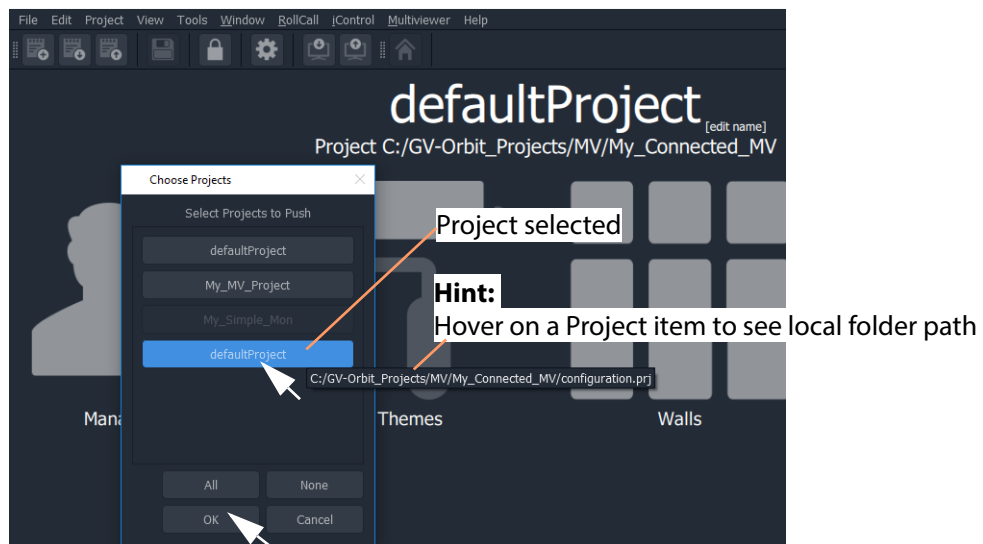 File Edit Project View Tools Window RollCall jControl Multiviewer Help
defaultProject [edit name]
Project C:/GV-Orbit_Projects/MV/My_Connected_MV
Choose Projects
Select Projects to Push
defaultProject
Project selected
My_MV_Project
Hint:
My_Simple_Mon
Hover on a Project item to see local folder path
defaultProject
C:/GV-Orbit_Projects/MV/My_Connected_MV/configuration.prj
Mana
Themes
Walls
All None
OK Cancel